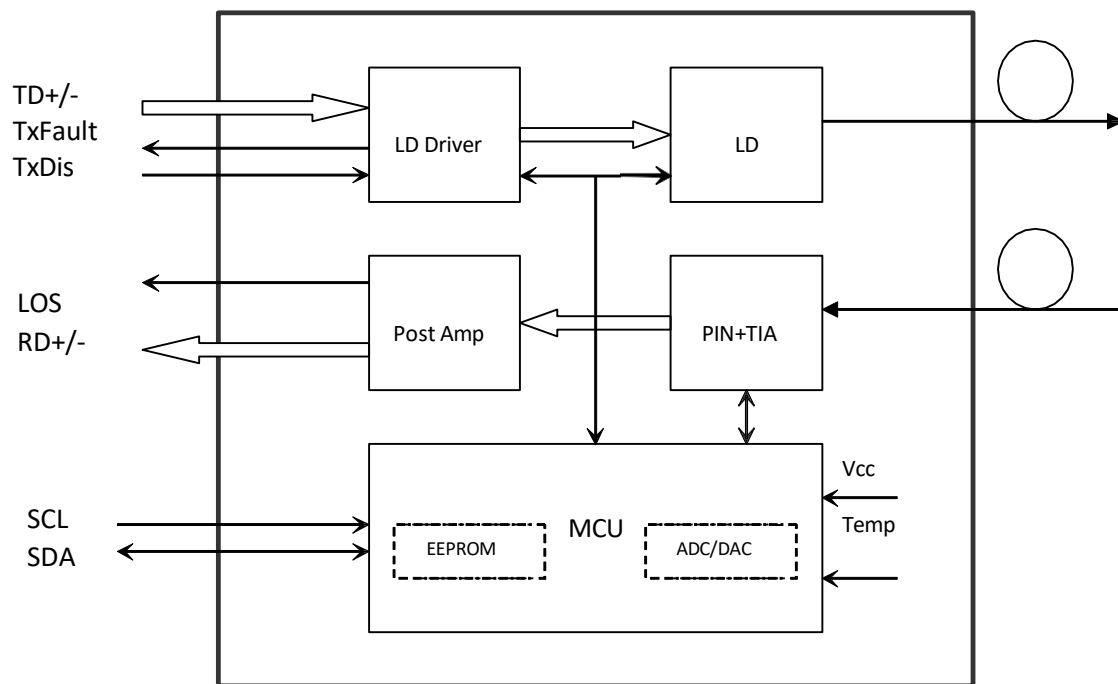 TD+/-
TxFault
TxDis
LD Driver
LD
LOS
RD+/-
Post Amp
PIN+TIA
SCL
SDA
MCU
EEPROM
ADC/DAC
Vcc
Temp